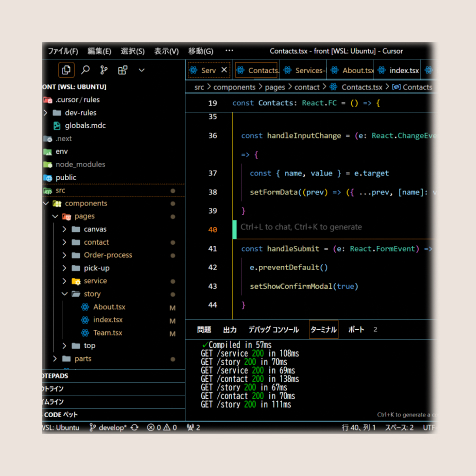 ファイル(F) 編集(E) 選択(S) 表示(V) 移動(G) ··· Contacts.tsx - front [WSL: Ubuntu] - Cursor
Serv × Contacts. Services- About.tsx index.tsx
ONT [WSL: UBUNTU]
src > components > pages > contact > Contacts.tsx > Contacts
.cursor / rules
19 const Contacts: React.FC = () => {
dev-rules
35
globals.mdc
36 const handleInputChange = (e: React.ChangeEve
.next
=> {
env
node_modules
37 const { name, value } = e.target
public
38 setFormData((prev) => ({ ...prev, [name]: v
src
39 }
components
40 Ctrl+L to chat, Ctrl+K to generate
pages
41 const handleSubmit = (e: React.FormEvent) =>
canvas
42 e.preventDefault()
contact
43 setShowConfirmModal(true)
Order-process
44 }
pick-up
service
story
About.tsx M
index.tsx M
Team.tsx M
top
parts
問題 出力 デバッグ コンソール ターミナル ポート 2
✓Compiled in 57ms
GET /service 200 in 108ms
GET /story 200 in 70ms
GET /service 200 in 69ms
GET /contact 200 in 138ms
GET /story 200 in 67ms
GET /contact 200 in 70ms
GET /story 200 in 111ms
OTEPADS
トライン
イムライン
CODE ペット
Ctrl+K to generate a c
WSL: Ubuntu develop* 0 0 2 行 40、列 1 スペース: 2 UTF-